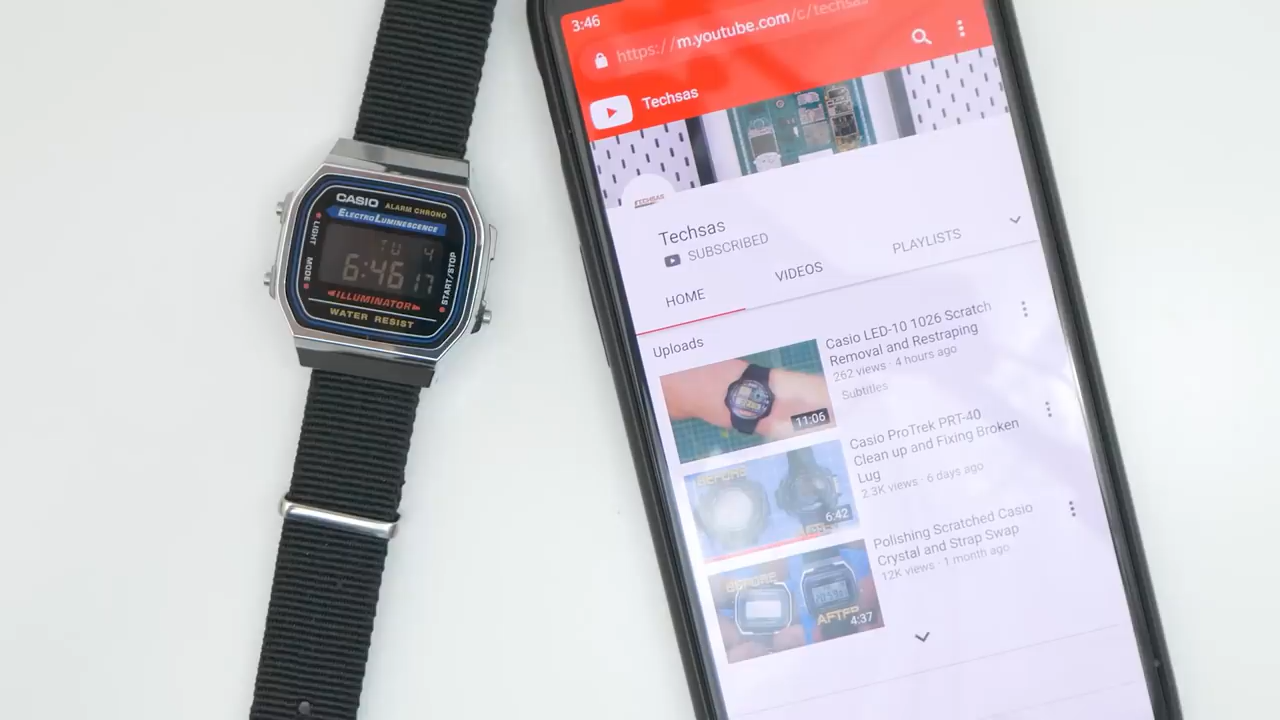 CASIO ALARM CHRONO
ELECTROLUMINESCENCE
LIGHT
MODE
START/STOP
TU 4
6:46 17
ILLUMINATOR
WATER RESIST
3:46
https://m.youtube.com/c/techsas
Techsas
TECHSAS
Techsas
SUBSCRIBED
HOME
VIDEOS
PLAYLISTS
Uploads
11:06
Casio LED-10 1026 Scratch
Removal and Restraping
262 views · 4 hours ago
Subtitles
BEFORE
6:42
Casio ProTrek PRT-40
Clean up and Fixing Broken
Lug
2.3K views · 6 days ago
BEFORE
AFTER
4:37
Polishing Scratched Casio
Crystal and Strap Swap
12K views · 1 month ago